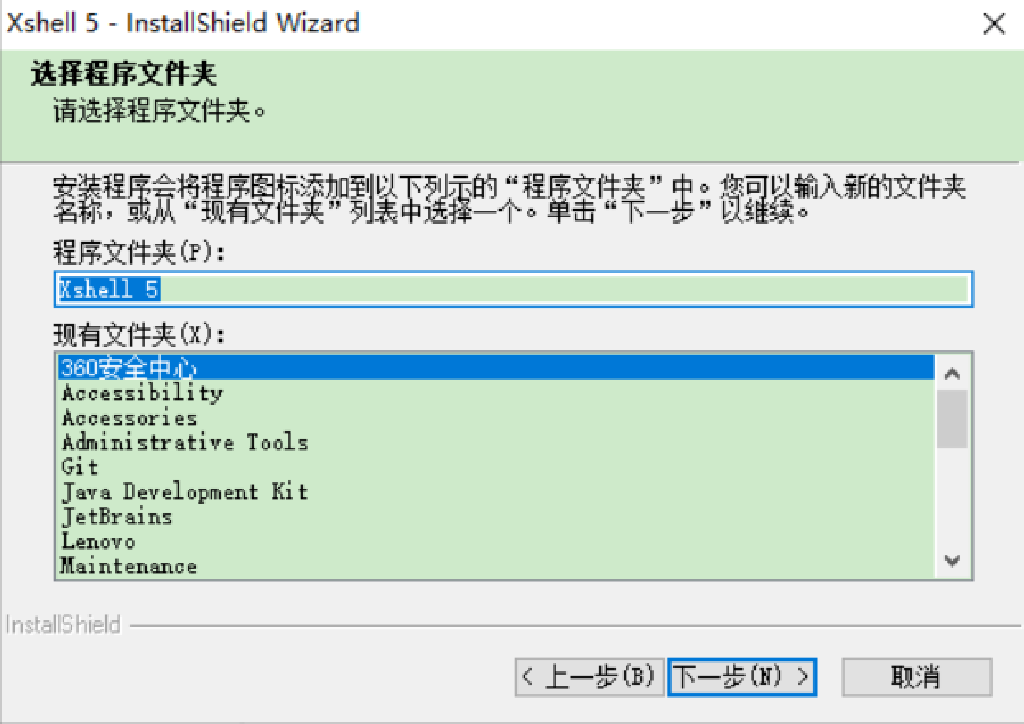 Xshell 5 - InstallShield Wizard
选择程序文件夹
请选择程序文件夹。
安装程序会将程序图标添加到以下列示的“程序文件夹”中。您可以输入新的文件夹
名称，或从“现有文件夹”列表中选择一个。单击“下一步”以继续。
程序文件夹(P):
Xshell 5
现有文件夹(X):
360安全中心
Accessibility
Accessories
Administrative Tools
Git
Java Development Kit
JetBrains
Lenovo
Maintenance
InstallShield
< 上一步(B) 下一步(N) > 取消